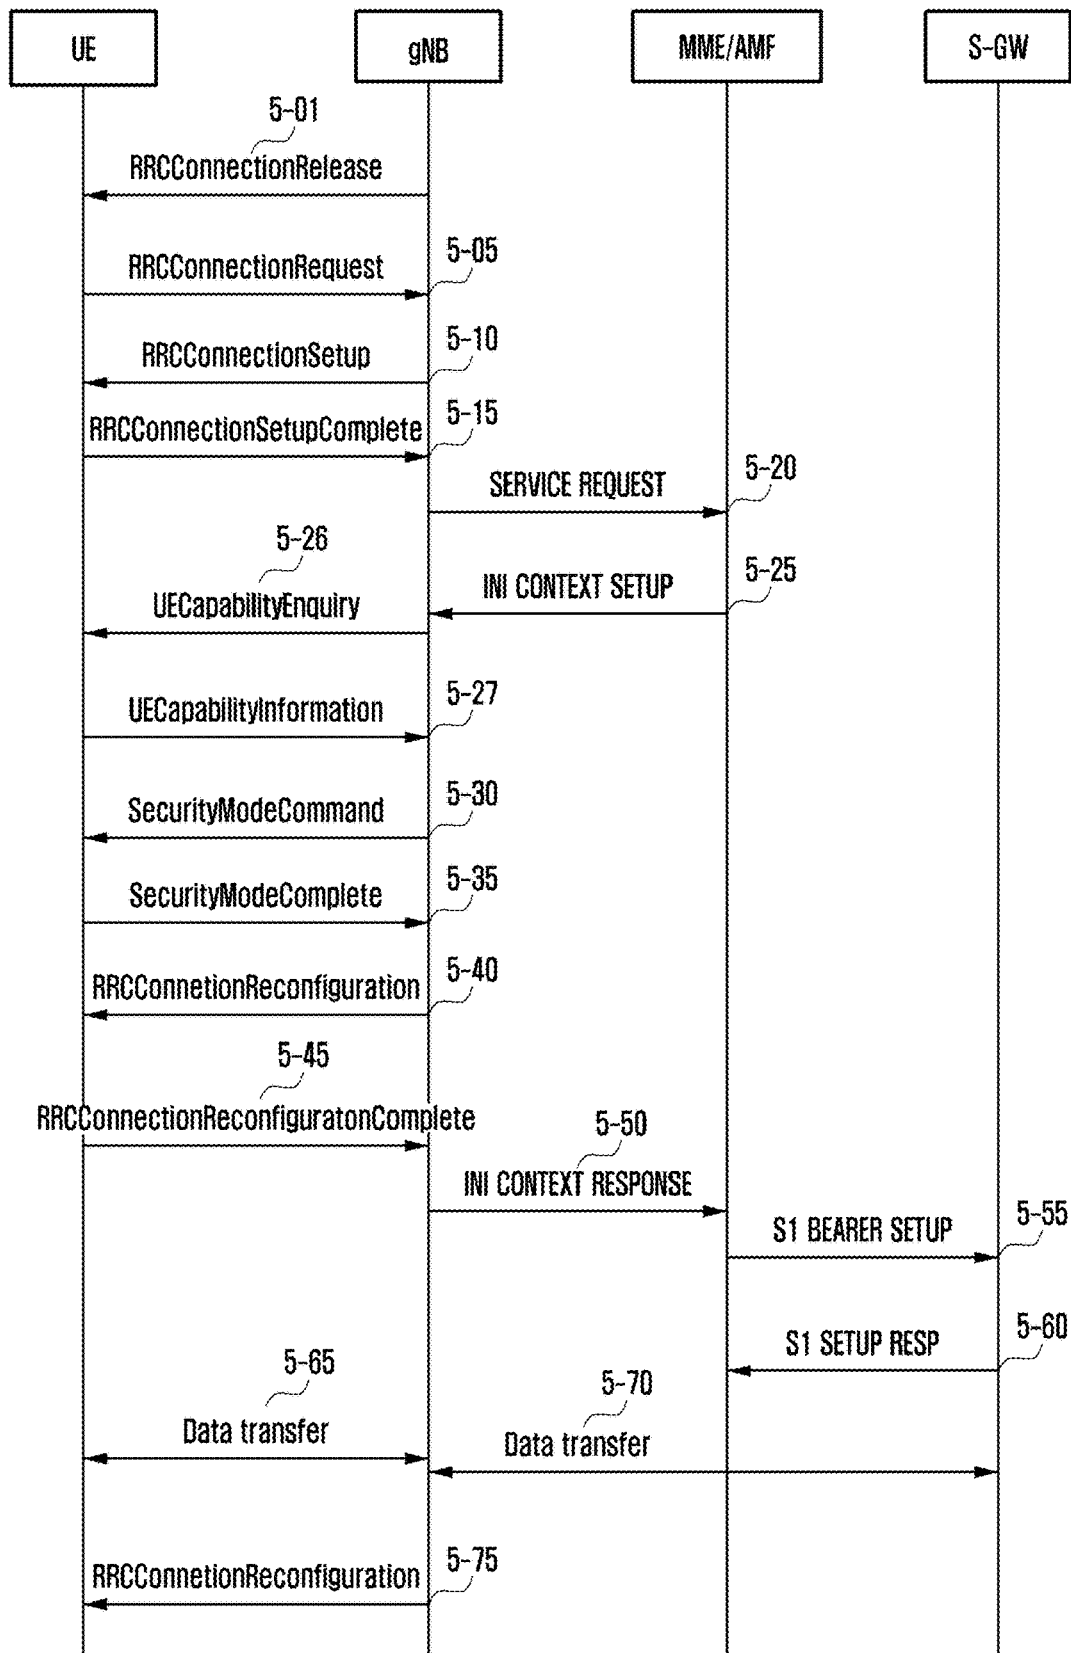 UE
gNB
MME/AMF
S-GW
5-01
RRCConnectionRelease
5-05
RRCConnectionRequest
5-10
RRCConnectionSetup
5-15
RRCConnectionSetupComplete
5-20
SERVICE REQUEST
5-25
INI CONTEXT SETUP
5-26
UECapabilityEnquiry
5-27
UECapabilityInformation
5-30
SecurityModeCommand
5-35
SecurityModeComplete
5-40
RRCConnetionReconfiguration
5-45
RRCConnectionReconfiguratonComplete
5-50
INI CONTEXT RESPONSE
5-55
S1 BEARER SETUP
5-60
S1 SETUP RESP
5-65
Data transfer
5-70
Data transfer
5-75
RRCConnetionReconfiguration